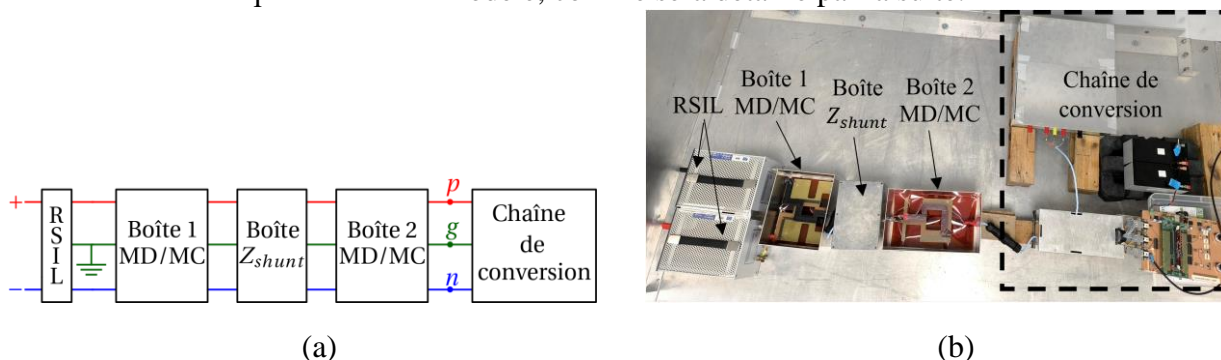 +
−
R
S
I
L
Boîte 1
MD/MC
Boîte
Z_shunt
Boîte 2
MD/MC
p
g
n
Chaîne
de
conversion
(a)
RSIL
Boîte 1
MD/MC
Boîte
Z_shunt
Boîte 2
MD/MC
Chaîne de
conversion
(b)